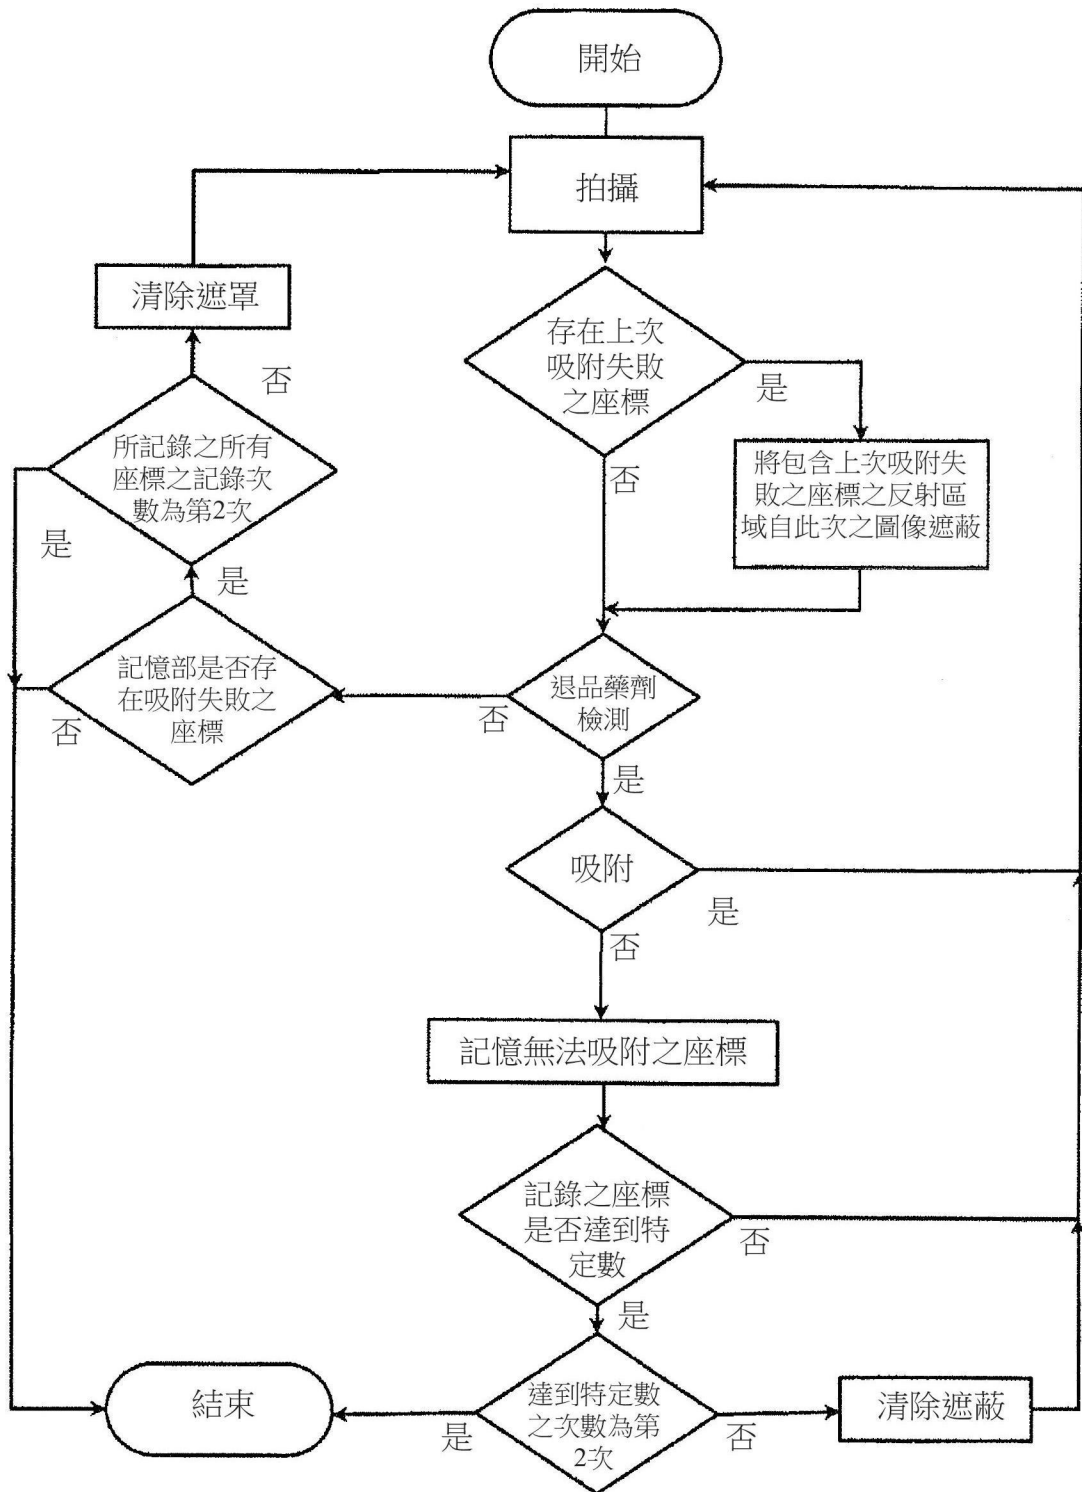 開始
拍攝
清除遮罩
存在上次
吸附失敗
之座標
是
否
將包含上次吸附失
敗之座標之反射區
域自此次之圖像遮蔽
否
所記錄之所有
座標之記錄次
數為第2次
是
是
記憶部是否存
在吸附失敗之
座標
否
退品藥劑
檢測
否
是
吸附
是
否
記憶無法吸附之座標
記錄之座標
是否達到特
定數
否
是
達到特定數
之次數為第
2次
是
否
清除遮蔽
結束